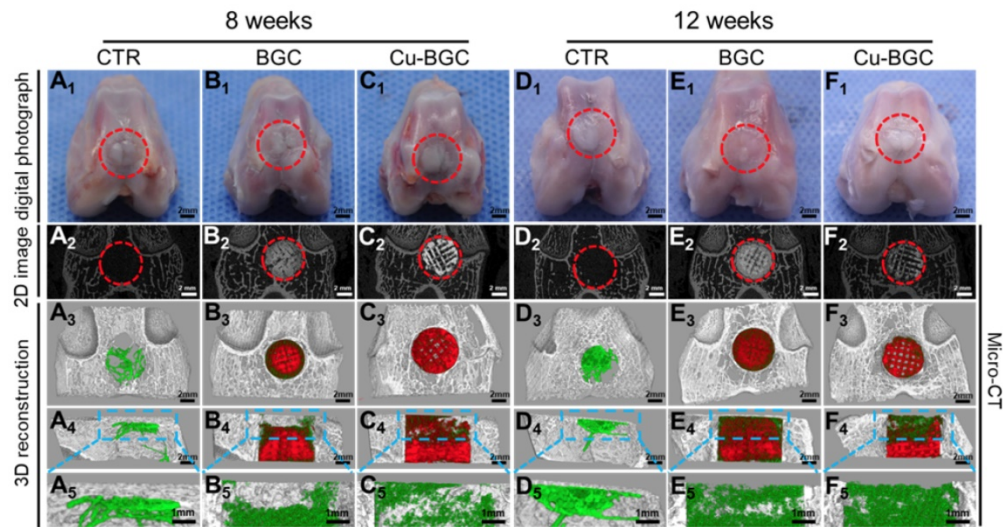 8 weeks 12 weeks
CTR BGC Cu-BGC CTR BGC Cu-BGC
digital photograph
A1 B1 C1 D1 E1 F1
2mm 2mm 2mm 2mm 2mm 2mm
2D image
A2 B2 C2 D2 E2 F2
2 mm 2 mm 2 mm 2 mm 2 mm 2 mm
Micro-CT
3D reconstruction
A3 B3 C3 D3 E3 F3
2mm 2mm 2mm 2mm 2mm 2mm
A4 B4 C4 D4 E4 F4
2mm 2mm 2mm 2mm 2mm 2mm
A5 B5 C5 D5 E5 F5
1mm 1mm 1mm 1mm 1mm 1mm